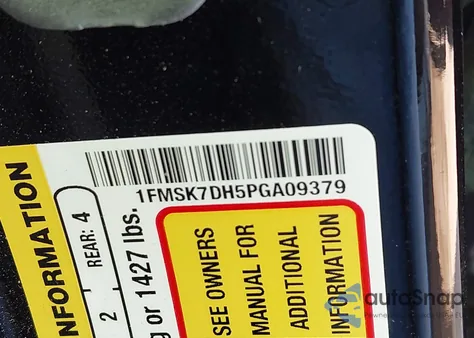 1FMSK7DH5PGA09379
INFORMATION
REAR: 4
2
or 1427 lbs.
SEE OWNERS
MANUAL FOR
ADDITIONAL
INFORMATION
autoSnap